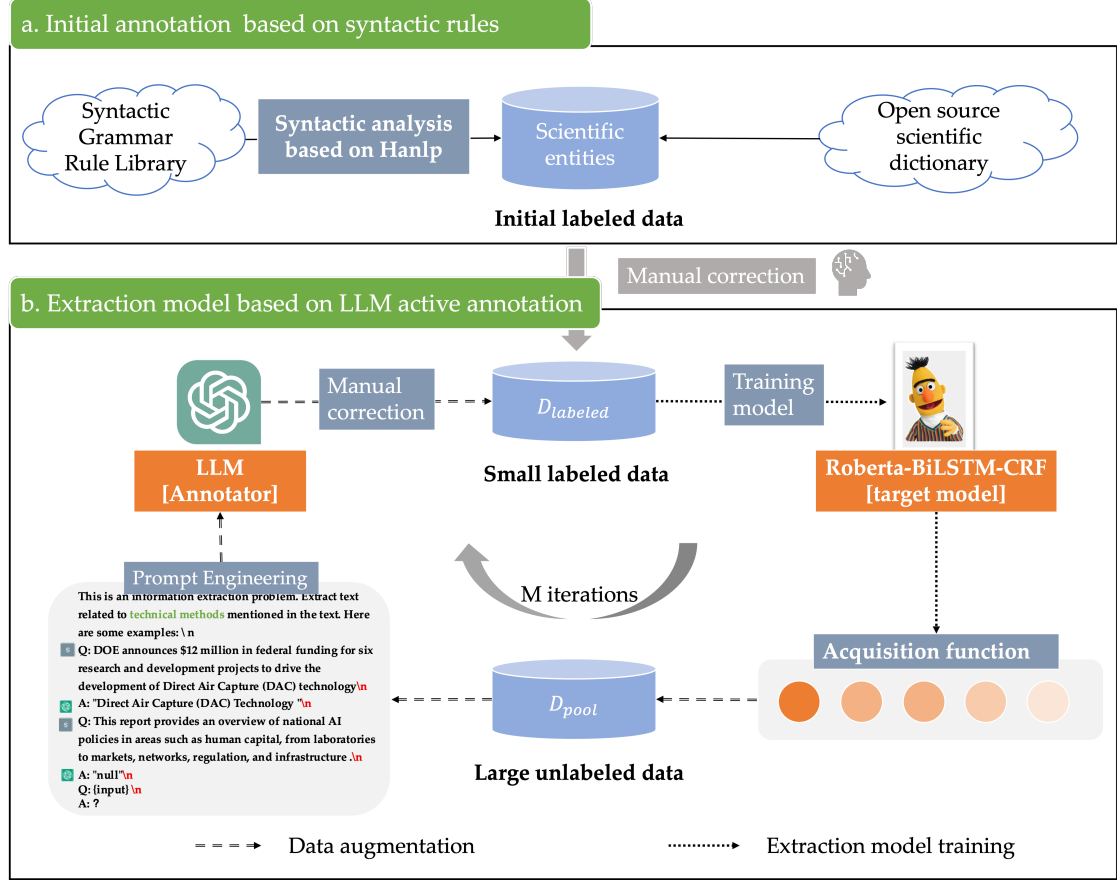 a. Initial annotation  based on syntactic rules
Syntactic
Grammar
Rule Library
Syntactic analysis
based on Hanlp
Scientific
entities
Open source
scientific
dictionary
Initial labeled data
Manual correction
b. Extraction model based on LLM active annotation
Manual
correction
D_labeled
Training
model
LLM
[Annotator]
Small labeled data
Roberta-BiLSTM-CRF
[target model]
Prompt Engineering
This is an information extraction problem. Extract text
related to technical methods mentioned in the text. Here
are some examples: \ n
S
Q: DOE announces $12 million in federal funding for six
research and development projects to drive the
development of Direct Air Capture (DAC) technology\n
A: "Direct Air Capture (DAC) Technology "\n
S
Q: This report provides an overview of national AI
policies in areas such as human capital, from laboratories
to markets, networks, regulation, and infrastructure .\n
A: "null"\n
Q: {input} \n
A: ?
M iterations
Acquisition function
D_pool
Large unlabeled data
Data augmentation
Extraction model training